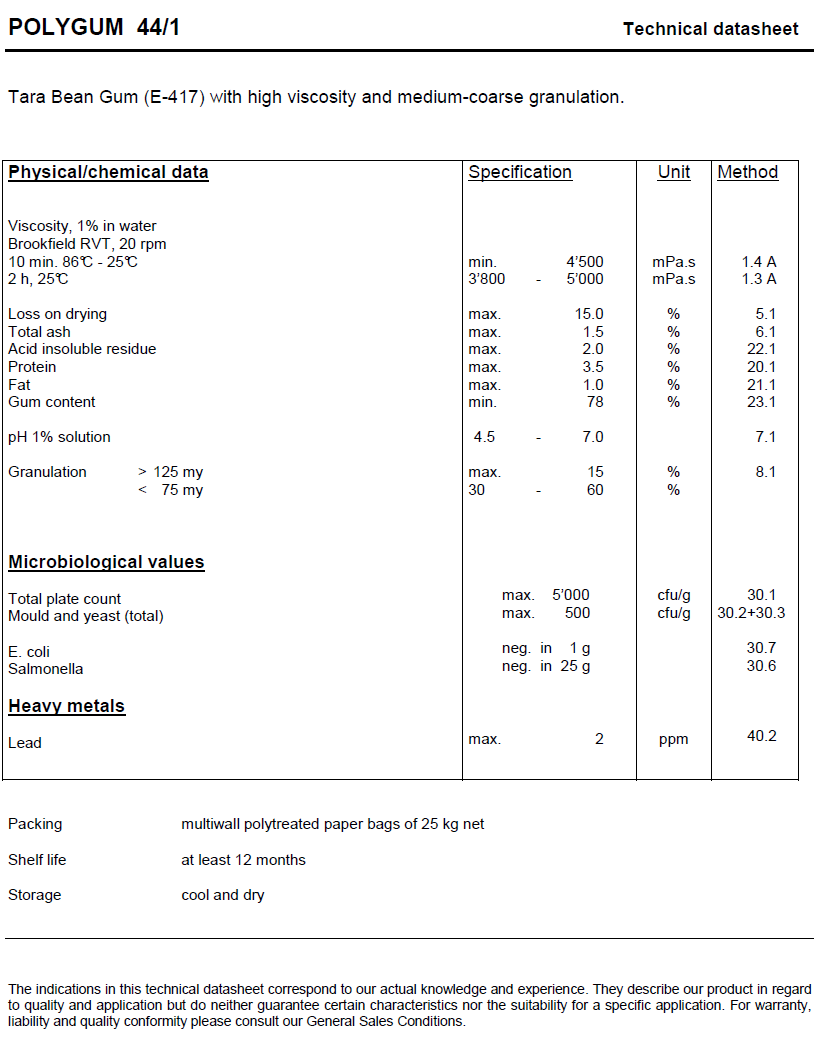 POLYGUM 44/1 Technical datasheet
Tara Bean Gum (E-417) with high viscosity and medium-coarse granulation.
Physical/chemical data Specification Unit Method
Viscosity, 1% in water
Brookfield RVT, 20 rpm
10 min. 86°C - 25°C min. 4'500 mPa.s 1.4 A
2 h, 25°C 3'800 - 5'000 mPa.s 1.3 A
Loss on drying max. 15.0 % 5.1
Total ash max. 1.5 % 6.1
Acid insoluble residue max. 2.0 % 22.1
Protein max. 3.5 % 20.1
Fat max. 1.0 % 21.1
Gum content min. 78 % 23.1
pH 1% solution 4.5 - 7.0 7.1
Granulation > 125 my max. 15 % 8.1
< 75 my 30 - 60 %
Microbiological values
Total plate count max. 5'000 cfu/g 30.1
Mould and yeast (total) max. 500 cfu/g 30.2+30.3
E. coli neg. in 1 g 30.7
Salmonella neg. in 25 g 30.6
Heavy metals
Lead max. 2 ppm 40.2
Packing multiwall polytreated paper bags of 25 kg net
Shelf life at least 12 months
Storage cool and dry
The indications in this technical datasheet correspond to our actual knowledge and experience. They describe our product in regard
to quality and application but do neither guarantee certain characteristics nor the suitability for a specific application. For warranty,
liability and quality conformity please consult our General Sales Conditions.